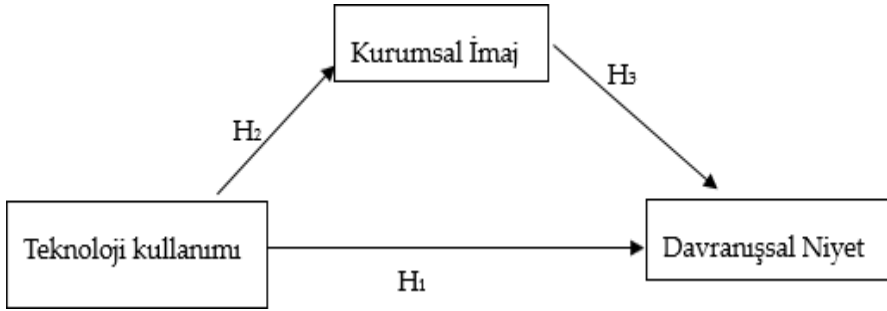 Kurumsal İmaj
H₃
H₂
Teknoloji kullanımı
Davranışsal Niyet
H₁